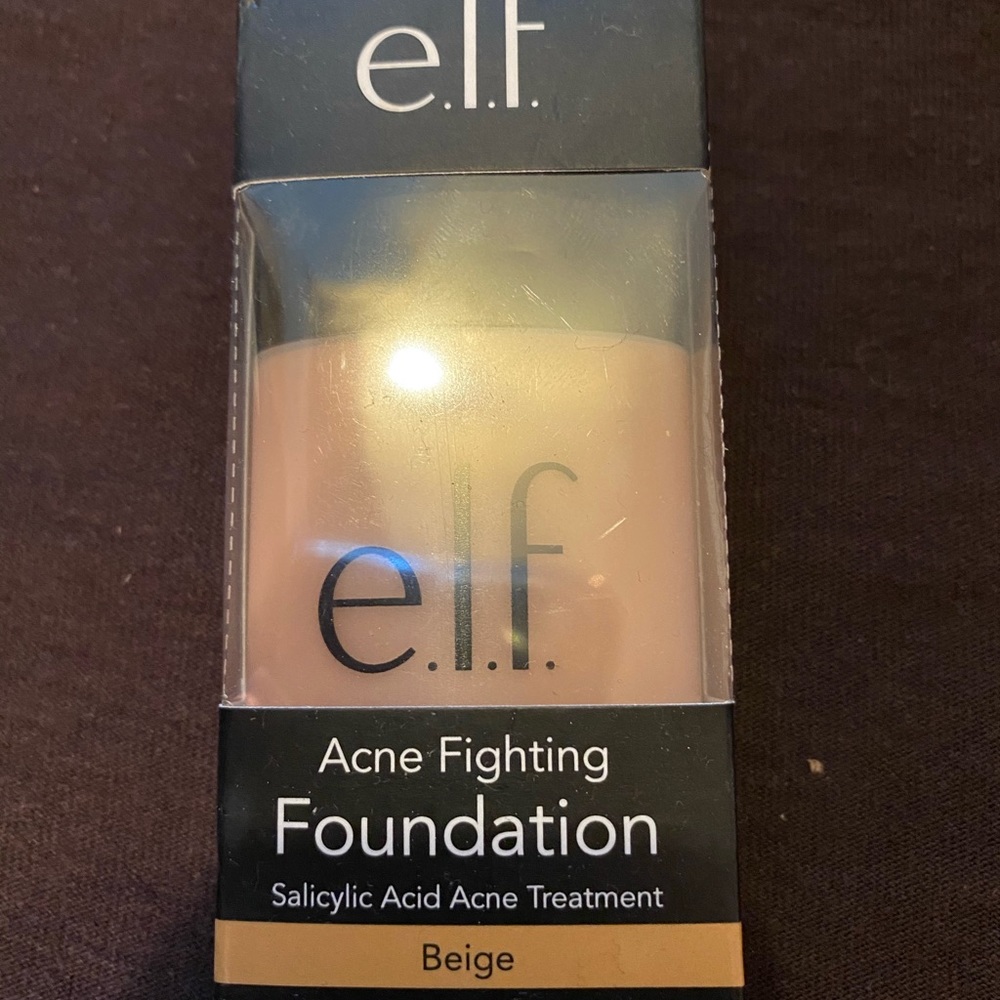 e.l.f.
e.l.f.
Acne Fighting
Foundation
Salicylic Acid Acne Treatment
Beige